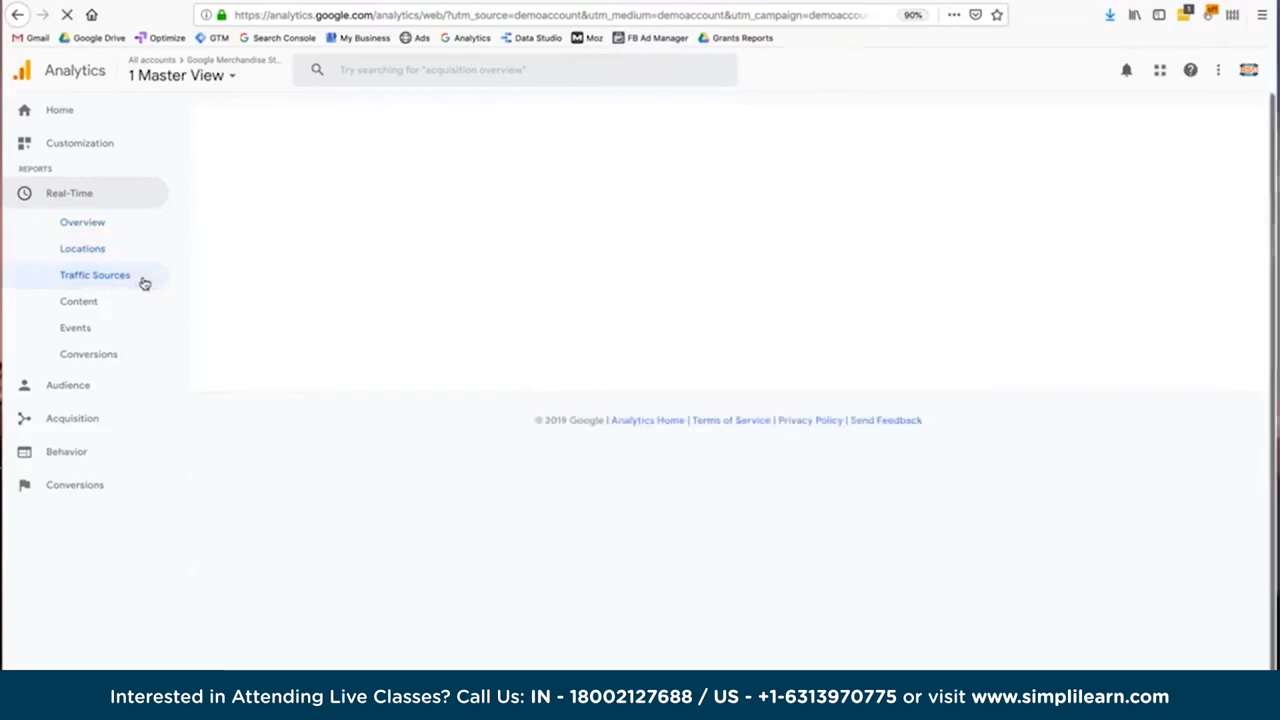 https://analytics.google.com/analytics/web/?utm_source=demoaccount&utm_medium=demoaccount&utm_campaign=demoaccou
90%
Gmail Google Drive Optimize GTM Search Console My Business Ads Analytics Data Studio Moz FB Ad Manager Grants Reports
All accounts > Google Merchandise St...
Analytics
1 Master View
Try searching for "acquisition overview"
Home
Customization
REPORTS
Real-Time
Overview
Locations
Traffic Sources
Content
Events
Conversions
Audience
Acquisition
Behavior
Conversions
© 2019 Google | Analytics Home | Terms of Service | Privacy Policy | Send Feedback
Interested in Attending Live Classes? Call Us: IN - 18002127688 / US - +1-6313970775 or visit www.simplilearn.com